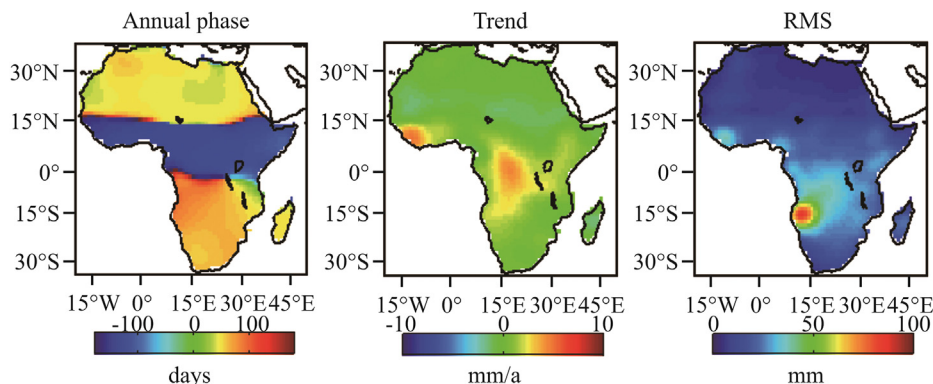 Annual phase Trend RMS
30°N 30°N 30°N
15°N 15°N 15°N
0° 0° 0°
15°S 15°S 15°S
30°S 30°S 30°S
15°W 0° 15°E 30°E 45°E 15°W 0° 15°E 30°E 45°E 15°W 0° 15°E 30°E 45°E
-100 0 100 -10 0 10 0 50 100
days mm/a mm